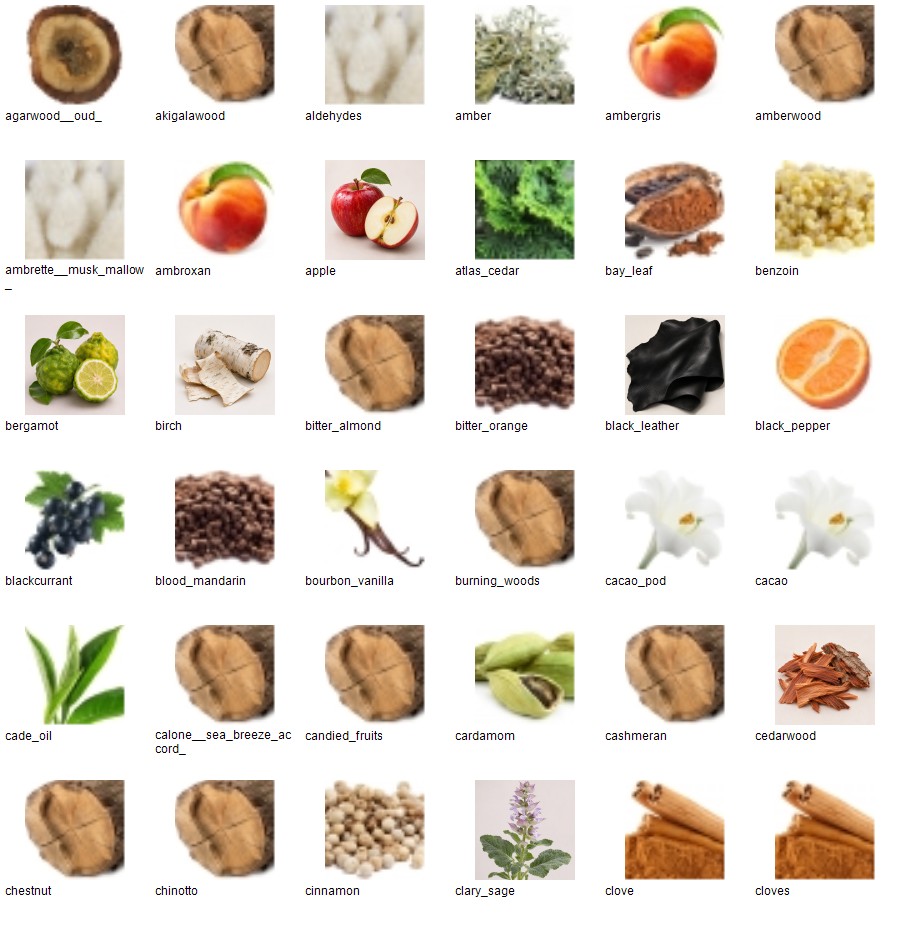 agarwood__oud_
akigalawood
aldehydes
amber
ambergris
amberwood
ambrette__musk_mallow
_
ambroxan
apple
atlas_cedar
bay_leaf
benzoin
bergamot
birch
bitter_almond
bitter_orange
black_leather
black_pepper
blackcurrant
blood_mandarin
bourbon_vanilla
burning_woods
cacao_pod
cacao
cade_oil
calone__sea_breeze_ac
cord_
candied_fruits
cardamom
cashmeran
cedarwood
chestnut
chinotto
cinnamon
clary_sage
clove
cloves